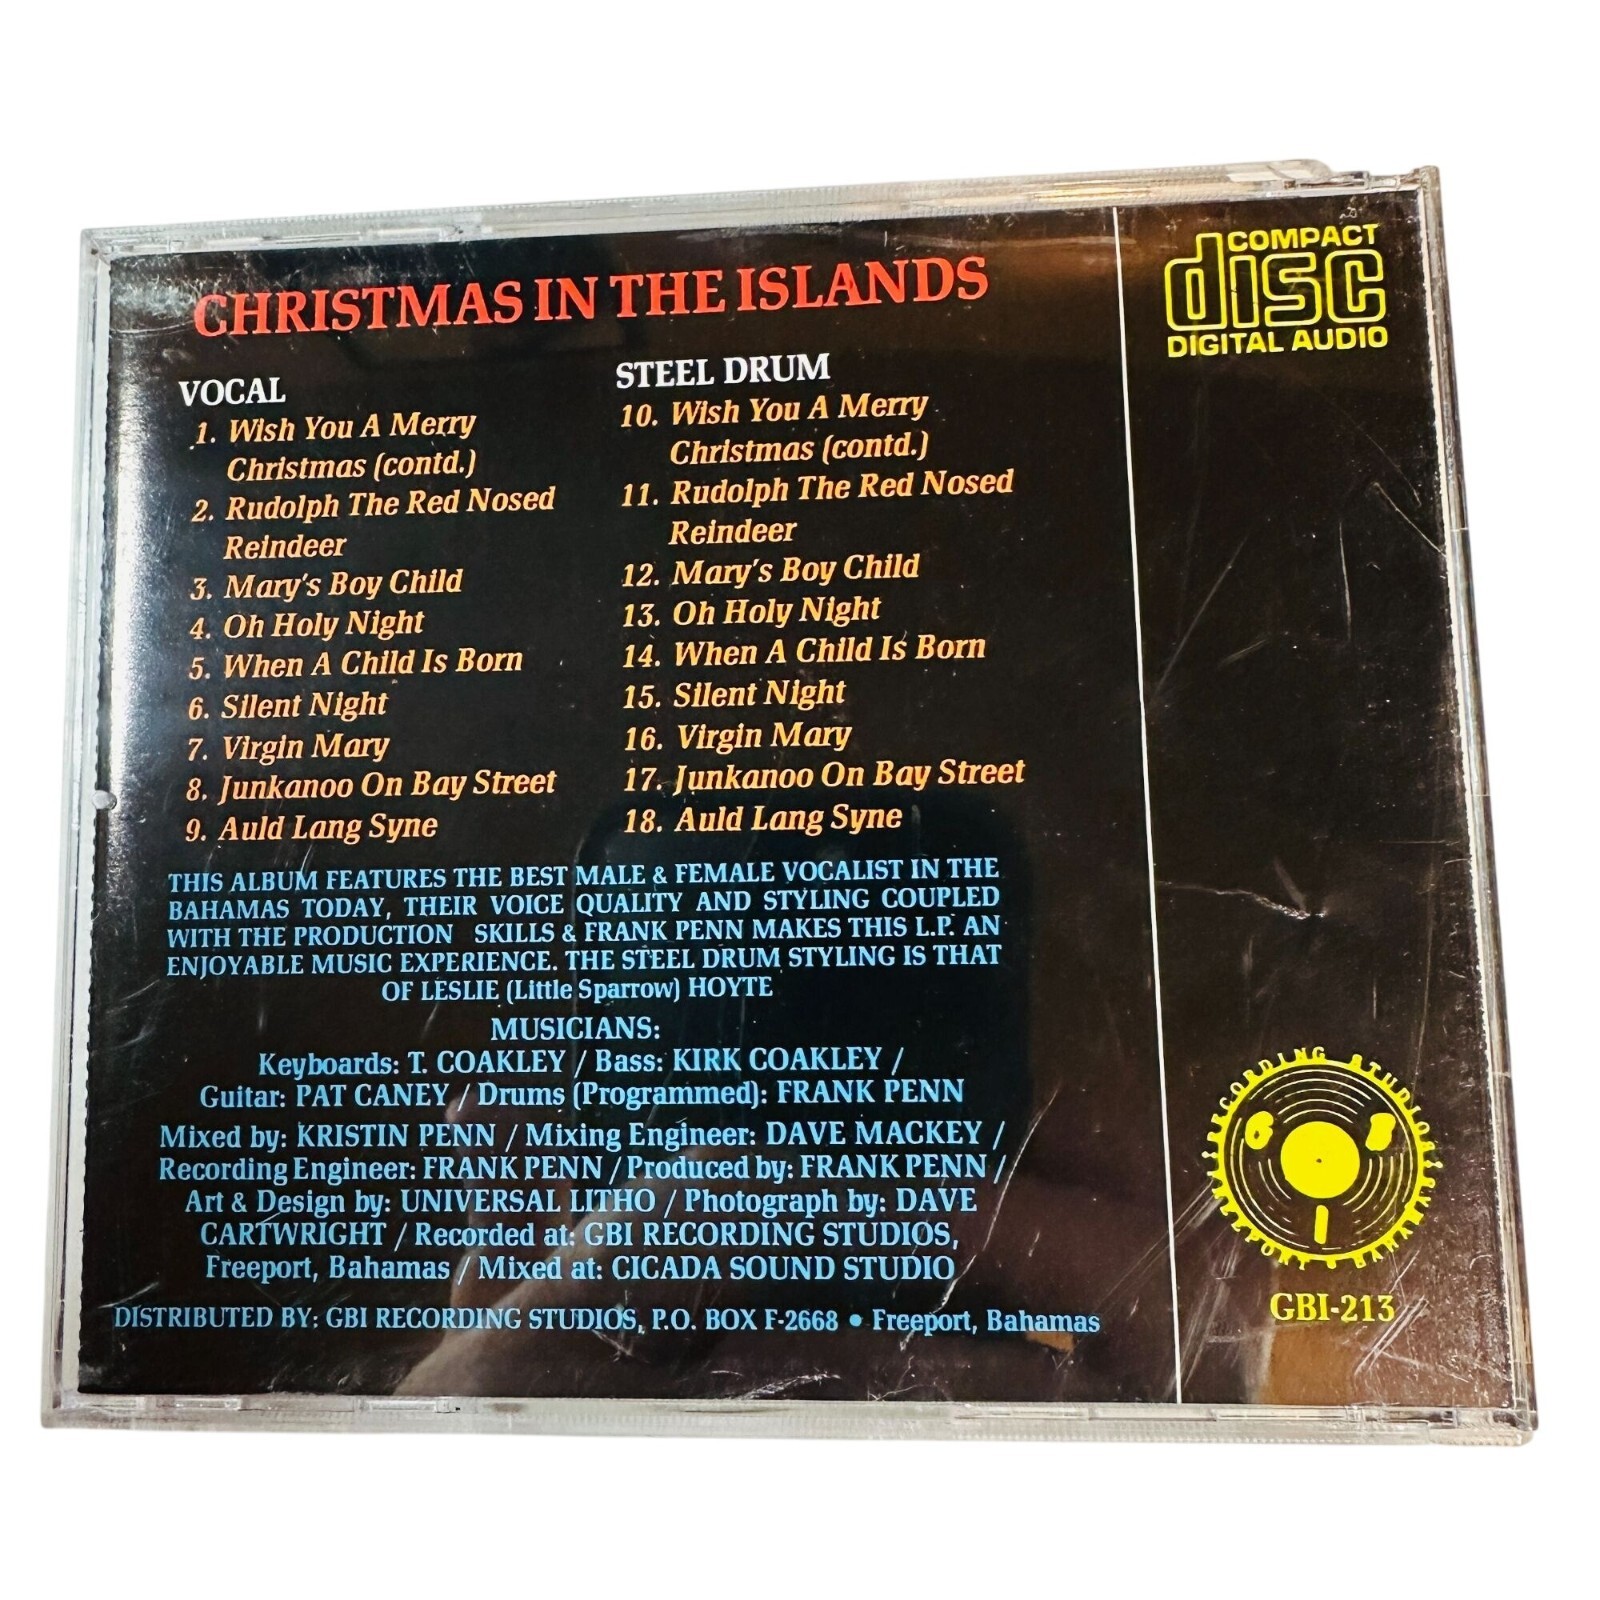 CHRISTMAS IN THE ISLANDS
VOCAL
1. Wish You A Merry
Christmas (contd.)
2. Rudolph The Red Nosed
Reindeer
3. Mary's Boy Child
4. Oh Holy Night
5. When A Child Is Born
6. Silent Night
7. Virgin Mary
8. Junkanoo On Bay Street
9. Auld Lang Syne
STEEL DRUM
10. Wish You A Merry
Christmas (contd.)
11. Rudolph The Red Nosed
Reindeer
12. Mary's Boy Child
13. Oh Holy Night
14. When A Child Is Born
15. Silent Night
16. Virgin Mary
17. Junkanoo On Bay Street
18. Auld Lang Syne
THIS ALBUM FEATURES THE BEST MALE & FEMALE VOCALIST IN THE
BAHAMAS TODAY, THEIR VOICE QUALITY AND STYLING COUPLED
WITH THE PRODUCTION SKILLS & FRANK PENN MAKES THIS L.P. AN
ENJOYABLE MUSIC EXPERIENCE. THE STEEL DRUM STYLING IS THAT
OF LESLIE (Little Sparrow) HOYTE
MUSICIANS:
Keyboards: T. COAKLEY / Bass: KIRK COAKLEY /
Guitar: PAT CANEY / Drums (Programmed): FRANK PENN
Mixed by: KRISTIN PENN / Mixing Engineer: DAVE MACKEY /
Recording Engineer: FRANK PENN / Produced by: FRANK PENN /
Art & Design by: UNIVERSAL LITHO / Photograph by: DAVE
CARTWRIGHT / Recorded at: GBI RECORDING STUDIOS,
Freeport, Bahamas / Mixed at: CICADA SOUND STUDIO
DISTRIBUTED BY: GBI RECORDING STUDIOS, P.O. BOX F-2668 • Freeport, Bahamas
COMPACT
disc
DIGITAL AUDIO
RECORDING STUDIOS
G B
I
GBI-213